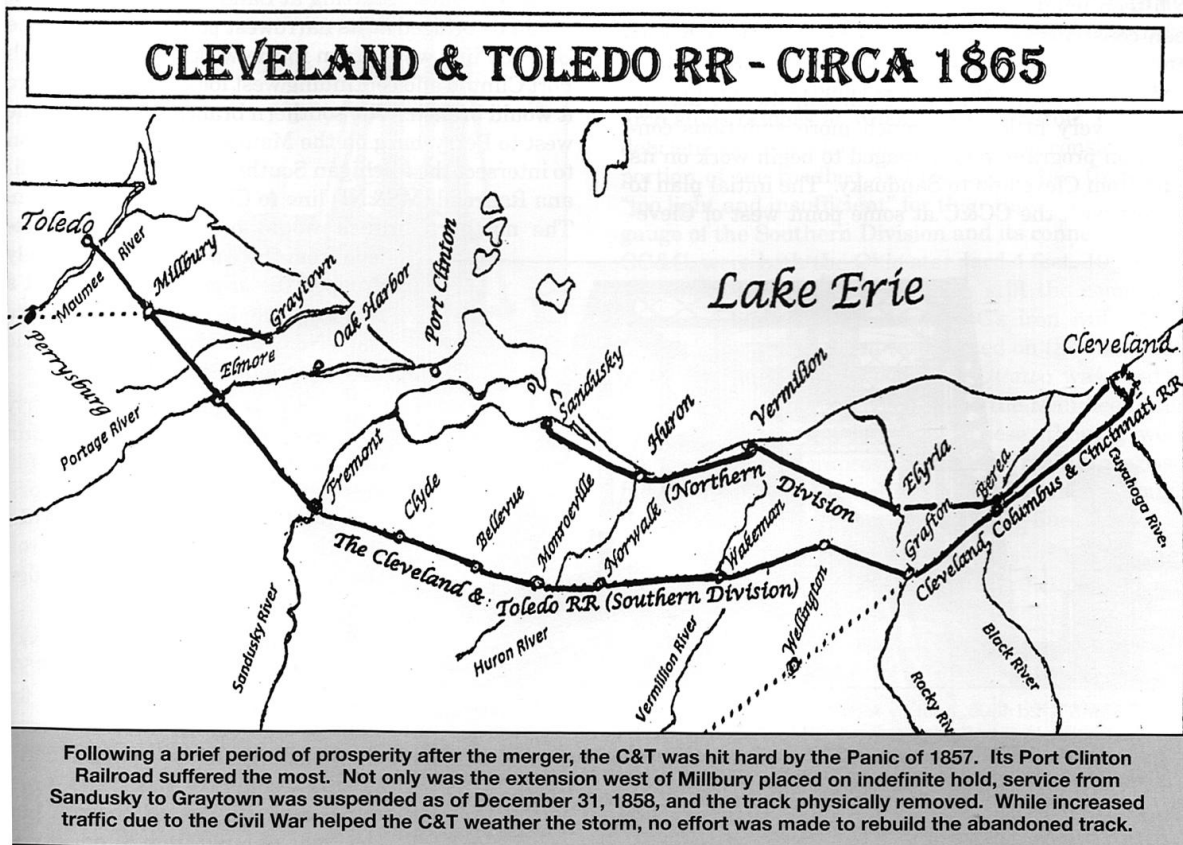 CLEVELAND & TOLEDO RR - CIRCA 1865
Toledo
Maumee River
Perrysburg
Millbury
Graytown
Elmore
Oak Harbor
Port Clinton
Portage River
Lake Erie
Cleveland
Sandusky
Huron
Vermilion
(Northern Division
Elyria
Berea
Grafton
Cleveland, Columbus & Cincinnati RR
Cuyahoga River
Fremont
Clyde
Bellevue
Monroeville
Norwalk
Wakeman
The Cleveland & Toledo RR (Southern Division)
Wellington
Sandusky River
Huron River
Vermillion River
Rocky Riv
Black River
Following a brief period of prosperity after the merger, the C&T was hit hard by the Panic of 1857. Its Port Clinton
Railroad suffered the most. Not only was the extension west of Millbury placed on indefinite hold, service from
Sandusky to Graytown was suspended as of December 31, 1858, and the track physically removed. While increased
traffic due to the Civil War helped the C&T weather the storm, no effort was made to rebuild the abandoned track.